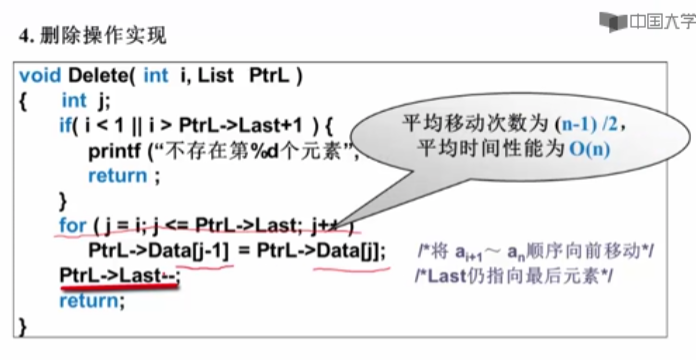 中国大学
4. 删除操作实现
void Delete( int i, List PtrL )
{ int j;
if( i < 1 || i > PtrL->Last+1 ) {
printf (“不存在第%d个元素”,
return ;
}
平均移动次数为 (n-1) /2，
平均时间性能为 O(n)
for ( j = i; j <= PtrL->Last; j++ )
PtrL->Data[j-1] = PtrL->Data[j]; /*将 ai+1～ an顺序向前移动*/
PtrL->Last--; /*Last仍指向最后元素*/
return;
}